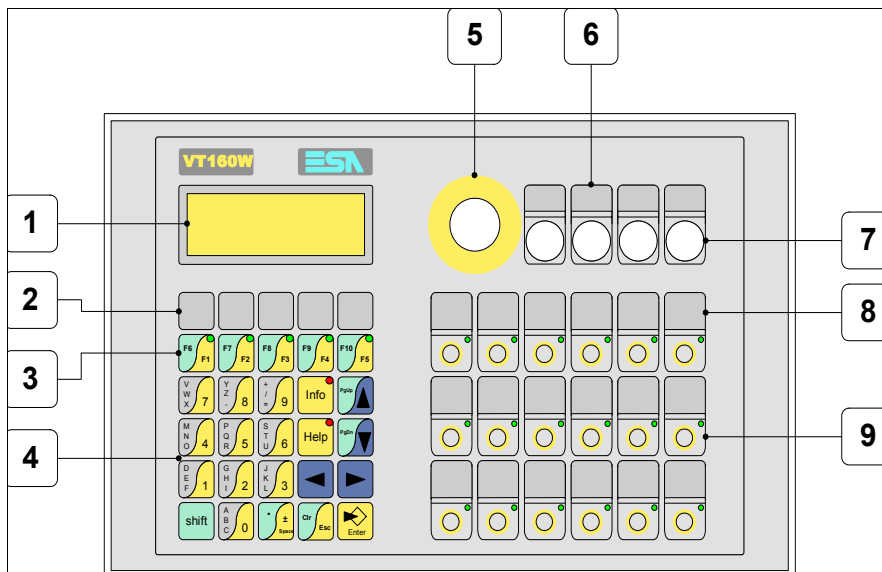 5 6
VT160W ESA
1
7
2
8
F6 F1 F7 F2 F8 F3 F9 F4 F10 F5
3
V W X 7 Y Z - 8 + / = 9 Info PgUp
M N O 4 P Q R 5 S T U 6 Help PgDn
9
4
D E F 1 G H I 2 J K L 3
shift A B C 0 . ± Space Clr Esc Enter